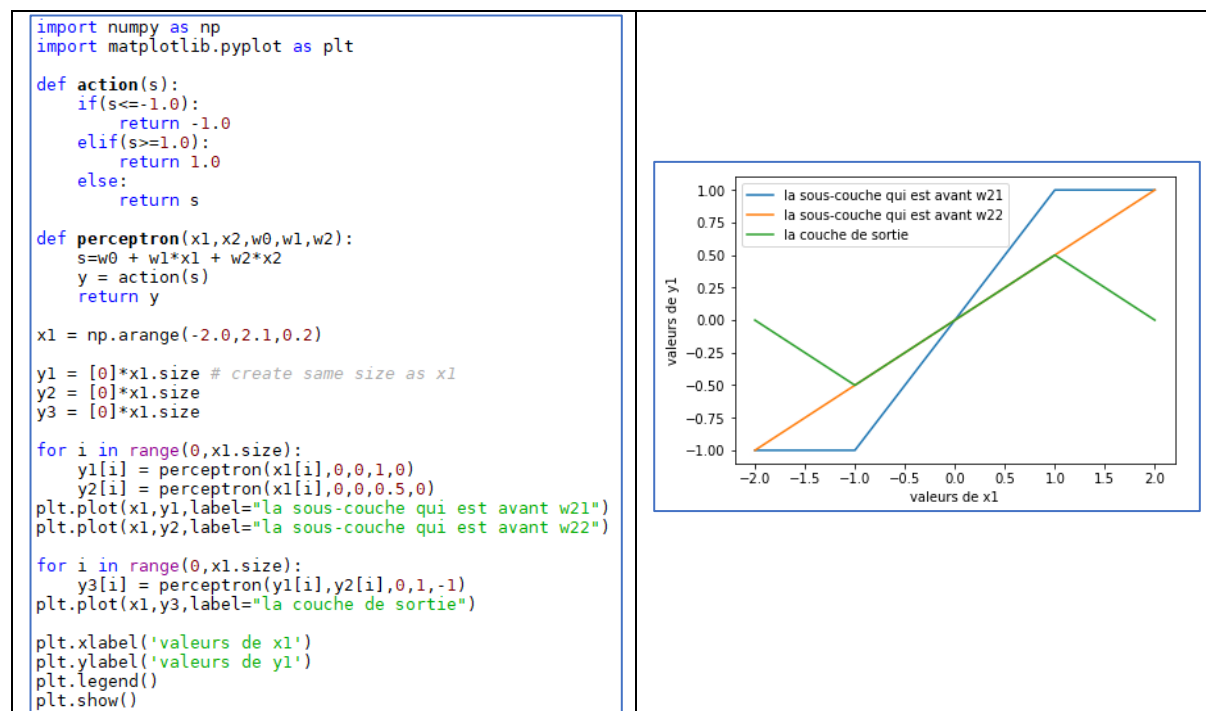 import numpy as np
import matplotlib.pyplot as plt
def action(s):
    if(s<=-1.0):
        return -1.0
    elif(s>=1.0):
        return 1.0
    else:
        return s
def perceptron(x1,x2,w0,w1,w2):
    s=w0 + w1*x1 + w2*x2
    y = action(s)
    return y
x1 = np.arange(-2.0,2.1,0.2)
y1 = [0]*x1.size # create same size as x1
y2 = [0]*x1.size
y3 = [0]*x1.size
for i in range(0,x1.size):
    y1[i] = perceptron(x1[i],0,0,1,0)
    y2[i] = perceptron(x1[i],0,0,0.5,0)
plt.plot(x1,y1,label="la sous-couche qui est avant w21")
plt.plot(x1,y2,label="la sous-couche qui est avant w22")
for i in range(0,x1.size):
    y3[i] = perceptron(y1[i],y2[i],0,1,-1)
plt.plot(x1,y3,label="la couche de sortie")
plt.xlabel('valeurs de x1')
plt.ylabel('valeurs de y1')
plt.legend()
plt.show()
la sous-couche qui est avant w21
la sous-couche qui est avant w22
la couche de sortie
valeurs de y1
1.00
0.75
0.50
0.25
0.00
−0.25
−0.50
−0.75
−1.00
−2.0 −1.5 −1.0 −0.5 0.0 0.5 1.0 1.5 2.0
valeurs de x1